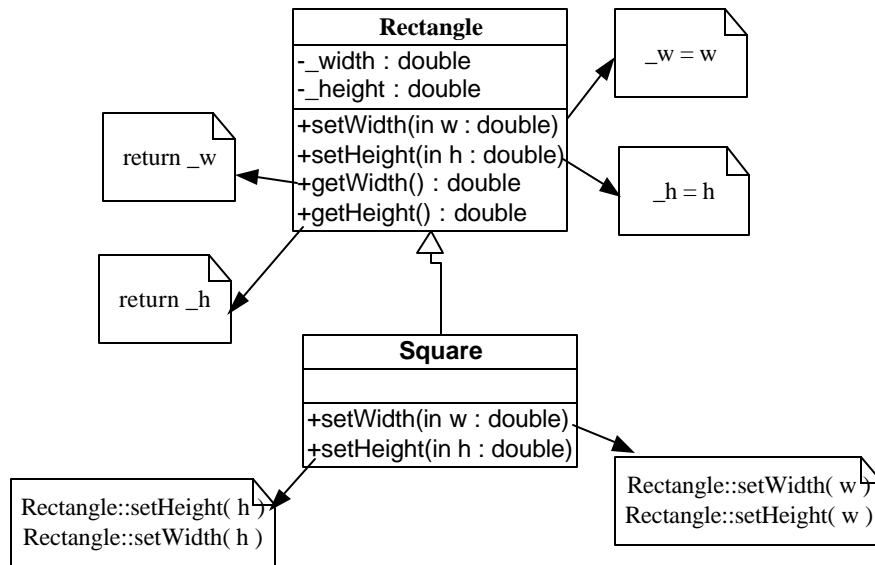 Rectangle
-_width : double
-_height : double
+setWidth(in w : double)
+setHeight(in h : double)
+getWidth() : double
+getHeight() : double
_w = w
_h = h
return _w
return _h
Square
+setWidth(in w : double)
+setHeight(in h : double)
Rectangle::setHeight( h )
Rectangle::setWidth( h )
Rectangle::setWidth( w )
Rectangle::setHeight( w )